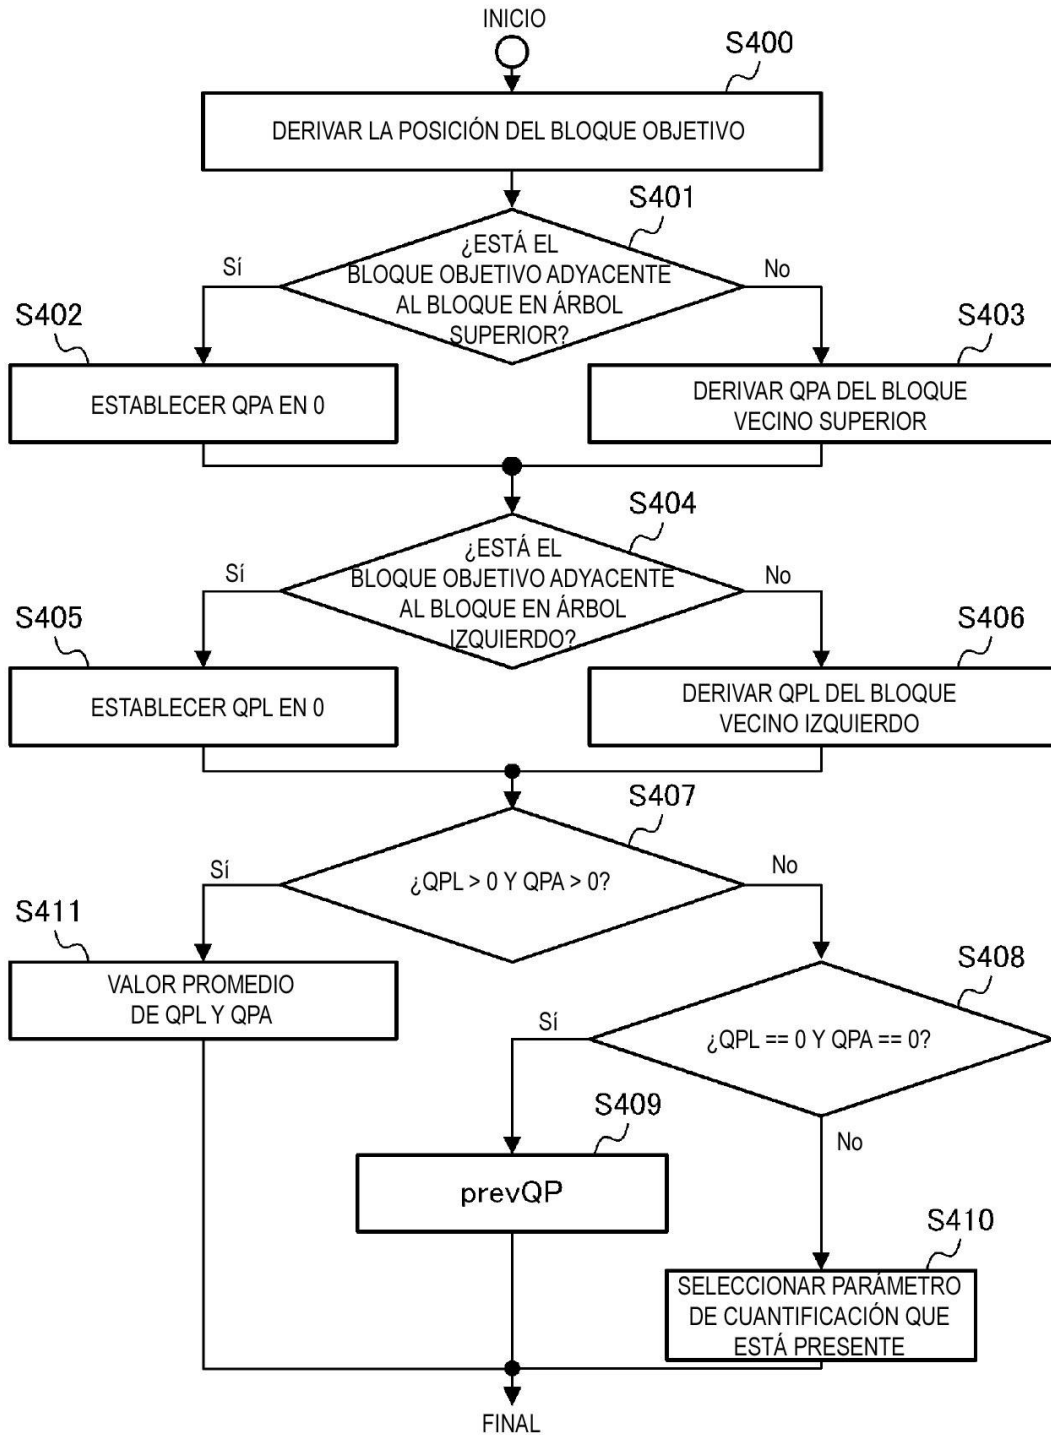 INICIO
S400
DERIVAR LA POSICIÓN DEL BLOQUE OBJETIVO
S401
¿ESTÁ EL
BLOQUE OBJETIVO ADYACENTE
AL BLOQUE EN ÁRBOL
SUPERIOR?
Sí
No
S402
ESTABLECER QPA EN 0
S403
DERIVAR QPA DEL BLOQUE
VECINO SUPERIOR
S404
¿ESTÁ EL
BLOQUE OBJETIVO ADYACENTE
AL BLOQUE EN ÁRBOL
IZQUIERDO?
Sí
No
S405
ESTABLECER QPL EN 0
S406
DERIVAR QPL DEL BLOQUE
VECINO IZQUIERDO
S407
¿QPL > 0 Y QPA > 0?
Sí
No
S411
VALOR PROMEDIO
DE QPL Y QPA
S408
¿QPL == 0 Y QPA == 0?
Sí
No
S409
prevQP
S410
SELECCIONAR PARÁMETRO
DE CUANTIFICACIÓN QUE
ESTÁ PRESENTE
FINAL